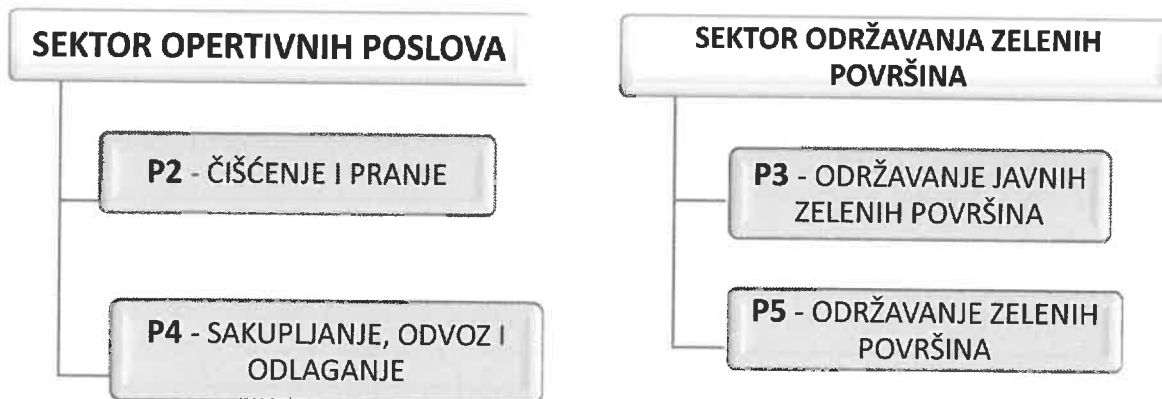 SEKTOR OPERTIVNIH POSLOVA
P2 - ČIŠĆENJE I PRANJE
P4 - SAKUPLJANJE, ODVOZ I
ODLAGANJE
SEKTOR ODRŽAVANJA ZELENIH
POVRŠINA
P3 - ODRŽAVANJE JAVNIH
ZELENIH POVRŠINA
P5 - ODRŽAVANJE ZELENIH
POVRŠINA